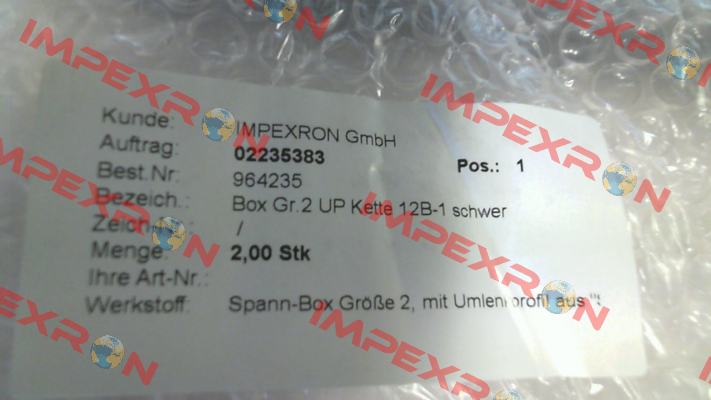 Kunde: IMPEXRON GmbH
Auftrag: 02235383 Pos.: 1
Best.Nr: 964235
Bezeich.: Box Gr.2 UP Kette 12B-1 schwer
/
Menge: 2,00 Stk
Ihre Art-Nr.:
Werkstoff: Spann-Box Größe 2, mit aus
IMPEXRON
IMPEXRON
IMPEXRON
IMPEXRON
IMPEXRON
IMPEXRON
IMPEXRON